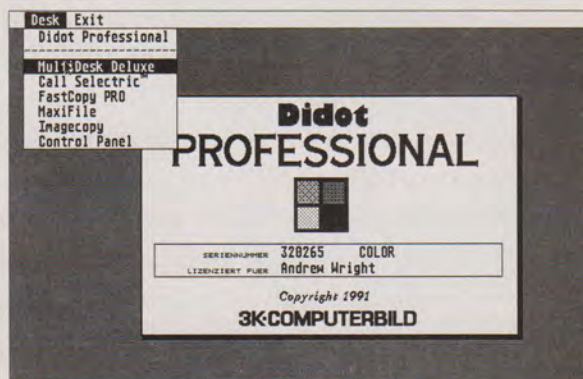 Desk Exit
Didot Professional
MultiDesk Deluxe
Call Selectric™
FastCopy PRO
MaxiFile
Imagecopy
Control Panel
Didot
PROFESSIONAL
SERIENNUMMER 320265 COLOR
LIZENZIERT FUER Andrew Wright
Copyright 1991
3K-COMPUTERBILD